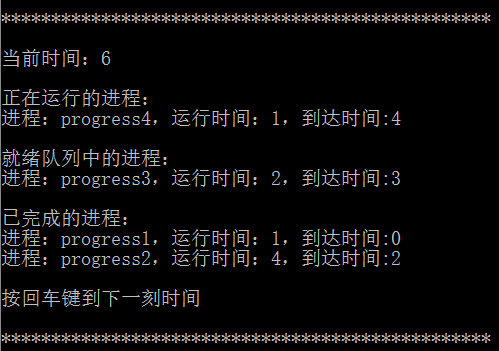 *************************************************
当前时间：6
正在运行的进程：
进程：progress4，运行时间：1，到达时间:4
就绪队列中的进程：
进程：progress3，运行时间：2，到达时间:3
已完成的进程：
进程：progress1，运行时间：1，到达时间:0
进程：progress2，运行时间：4，到达时间:2
按回车键到下一刻时间
*************************************************